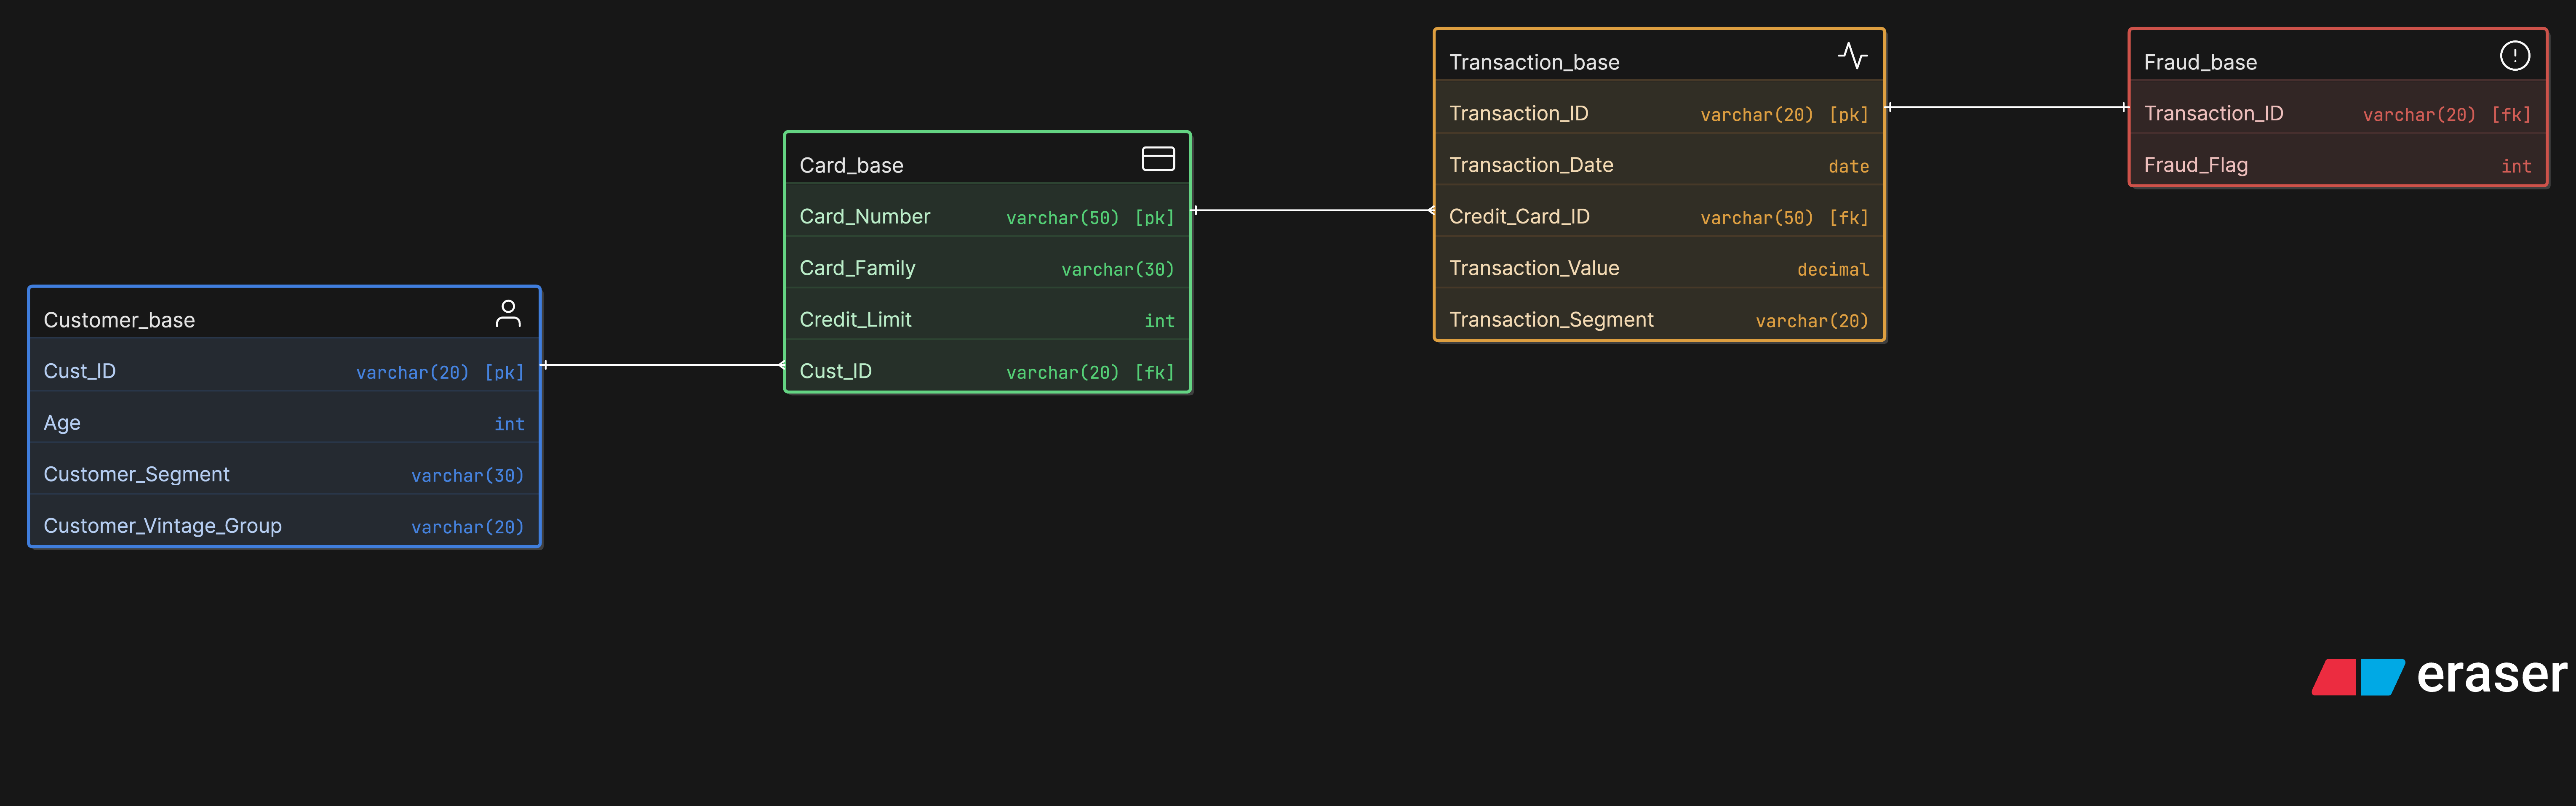 Customer_base
Cust_ID varchar(20) [pk]
Age int
Customer_Segment varchar(30)
Customer_Vintage_Group varchar(20)
Card_base
Card_Number varchar(50) [pk]
Card_Family varchar(30)
Credit_Limit int
Cust_ID varchar(20) [fk]
Transaction_base
Transaction_ID varchar(20) [pk]
Transaction_Date date
Credit_Card_ID varchar(50) [fk]
Transaction_Value decimal
Transaction_Segment varchar(20)
Fraud_base
Transaction_ID varchar(20) [fk]
Fraud_Flag int
eraser